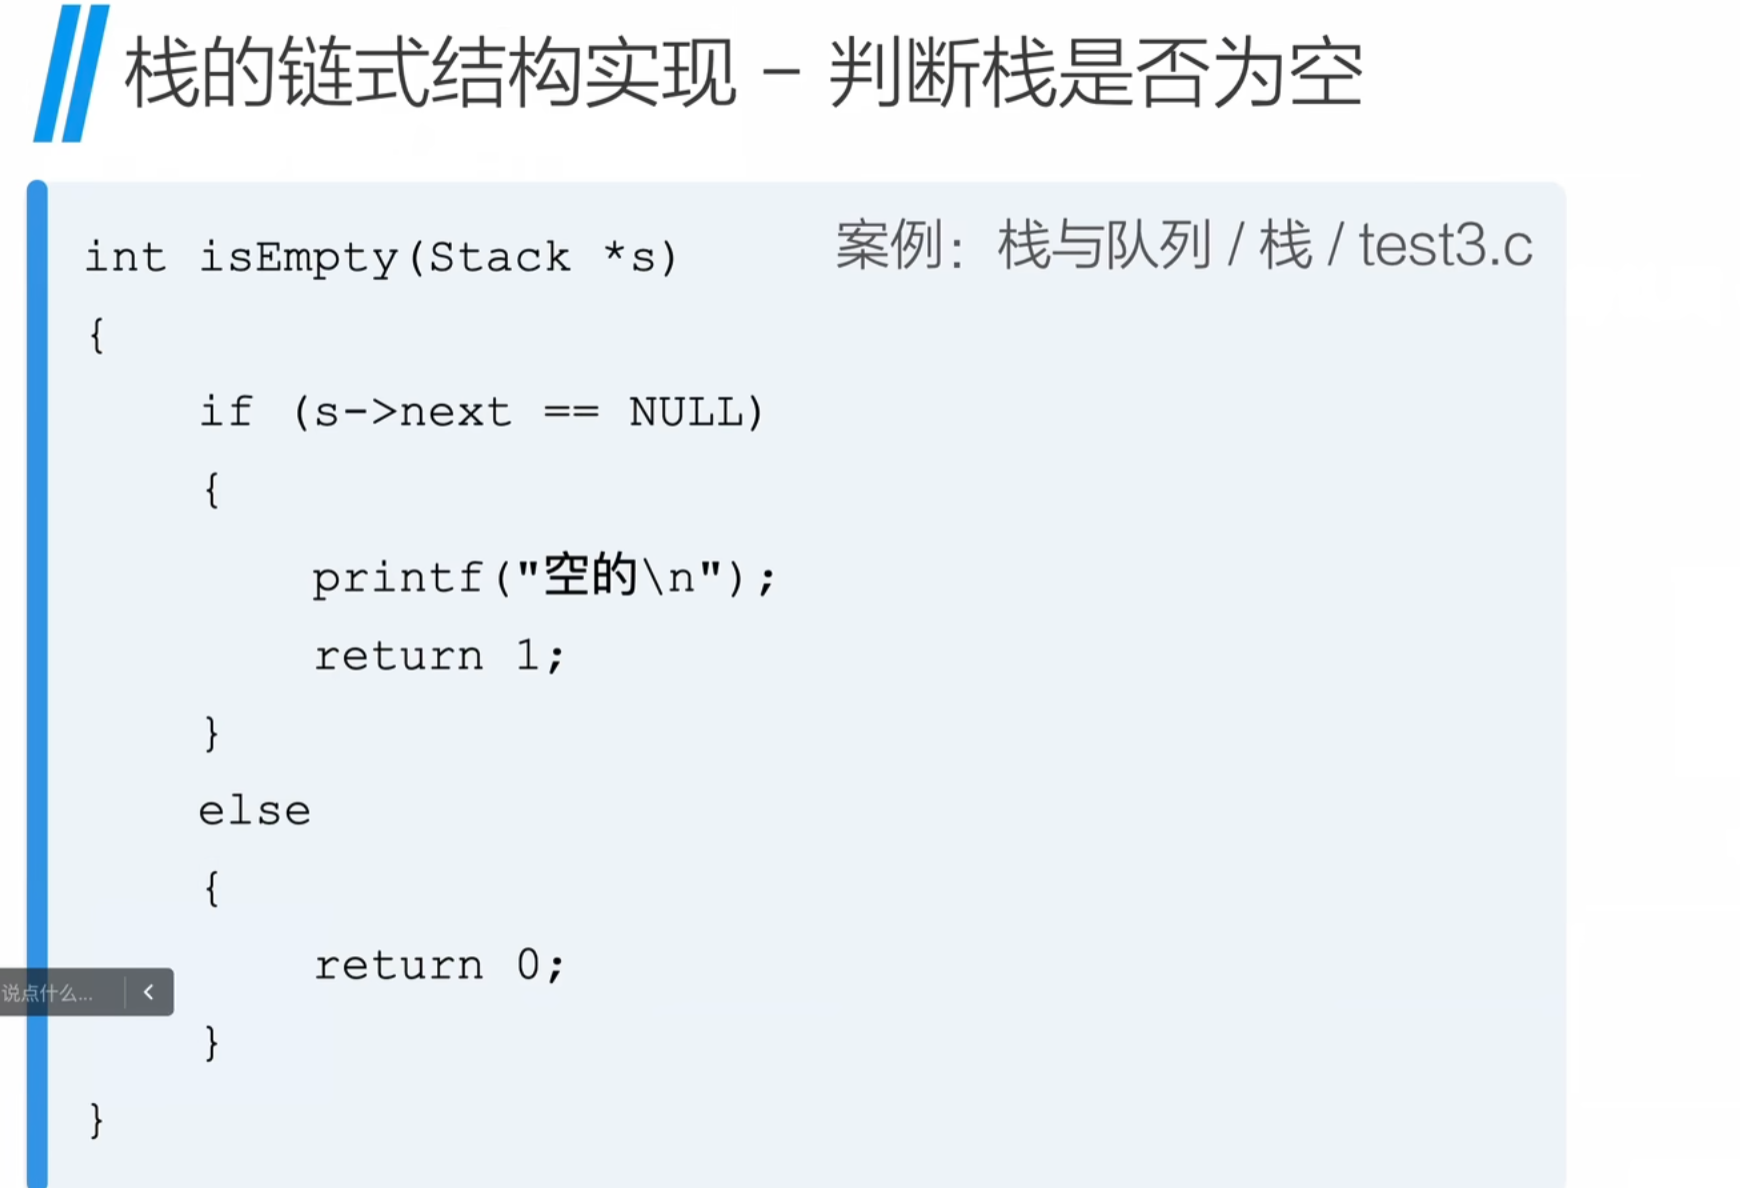 栈的链式结构实现 – 判断栈是否为空
int isEmpty(Stack *s)
案例：栈与队列 / 栈 / test3.c
{
if (s->next == NULL)
{
printf("空的\n");
return 1;
}
else
{
return 0;
}
}
说点什么...